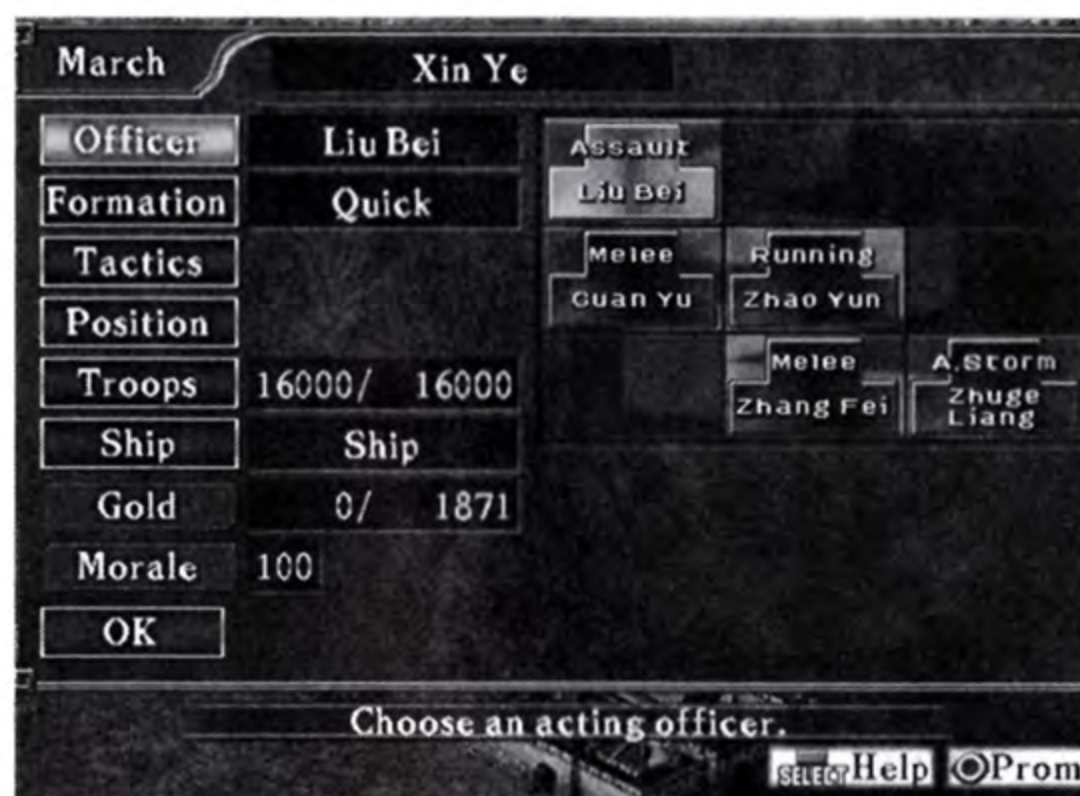 March
Xin Ye
Officer
Liu Bei
Formation
Quick
Tactics
Position
Troops
16000/ 16000
Ship
Ship
Gold
0/ 1871
Morale
100
OK
Assault
Liu Bei
Melee
Guan Yu
Running
Zhao Yun
Melee
Zhang Fei
A.Storm
Zhuge
Liang
Choose an acting officer.
SELECT Help
Prom